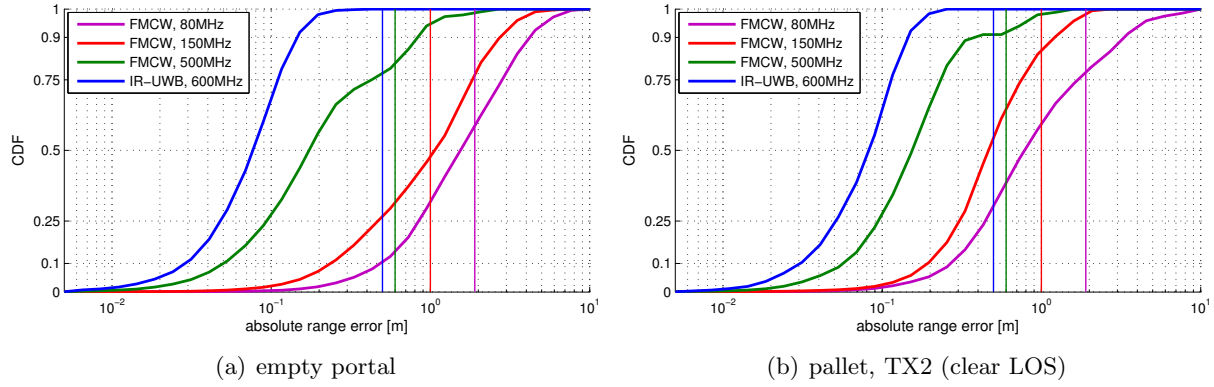 FMCW, 80MHz
FMCW, 150MHz
FMCW, 500MHz
IR-UWB, 600MHz
1
0.9
0.75
0.5
0.25
0.1
0
CDF
10⁻²
10⁻¹
10⁰
10¹
absolute range error [m]
(a) empty portal
FMCW, 80MHz
FMCW, 150MHz
FMCW, 500MHz
IR-UWB, 600MHz
1
0.9
0.75
0.5
0.25
0.1
0
CDF
10⁻²
10⁻¹
10⁰
10¹
absolute range error [m]
(b) pallet, TX2 (clear LOS)